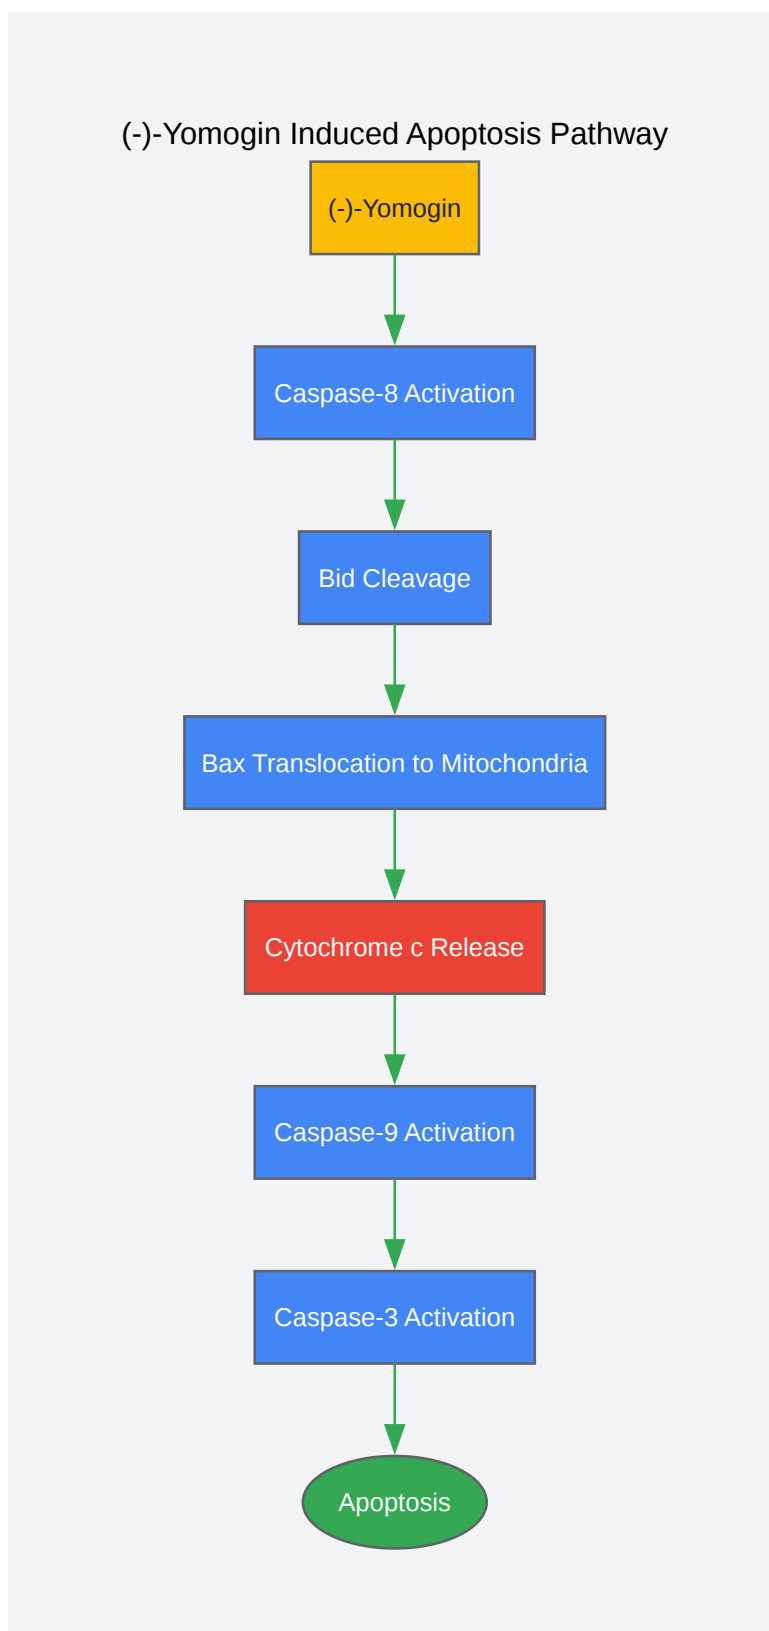 (-)-Yomogin Induced Apoptosis Pathway
(-)-Yomogin
Caspase-8 Activation
Bid Cleavage
Bax Translocation to Mitochondria
Cytochrome c Release
Caspase-9 Activation
Caspase-3 Activation
Apoptosis